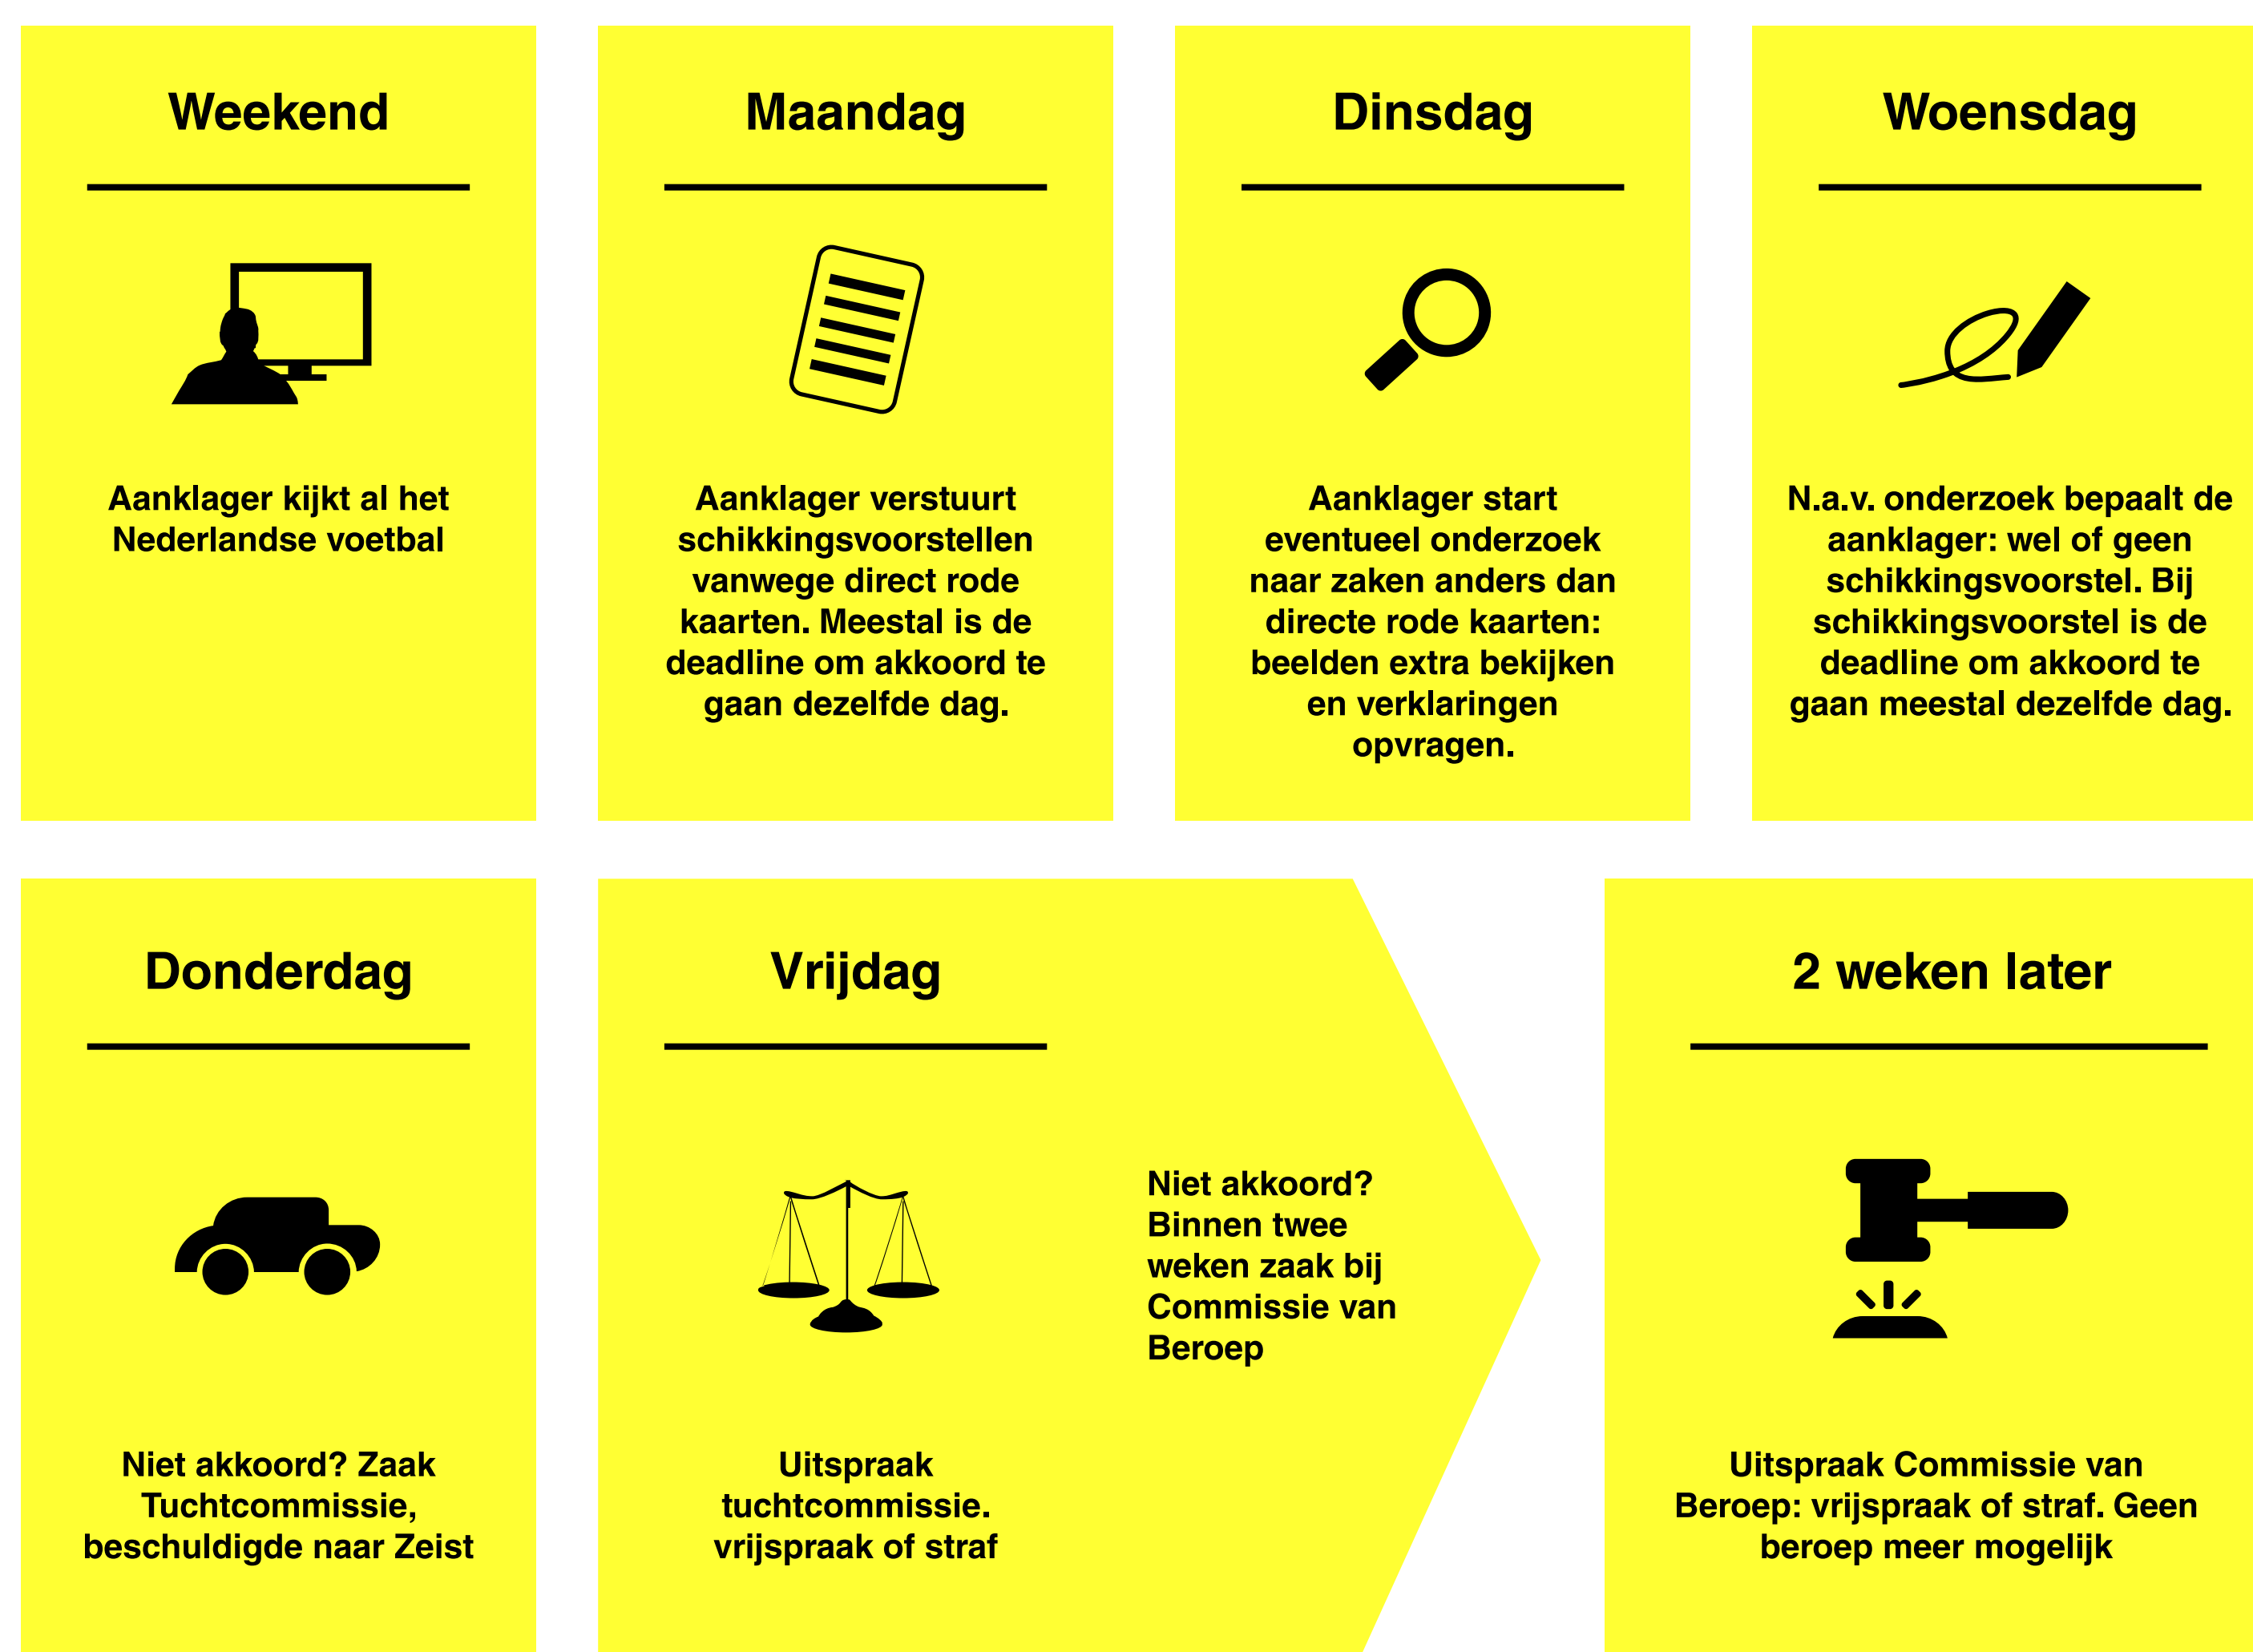 Weekend
Aanklager kijkt al het
Nederlandse voetbal
Maandag
Aanklager verstuurt
schikkingsvoorstellen
vanwege direct rode
kaarten. Meestal is de
deadline om akkoord te
gaan dezelfde dag.
Dinsdag
Aanklager start
eventueel onderzoek
naar zaken anders dan
directe rode kaarten:
beelden extra bekijken
en verklaringen
opvragen.
Woensdag
N.a.v. onderzoek bepaalt de
aanklager: wel of geen
schikkingsvoorstel. Bij
schikkingsvoorstel is de
deadline om akkoord te
gaan meestal dezelfde dag.
Donderdag
Niet akkoord? Zaak
Tuchtcommissie,
beschuldigde naar Zeist
Vrijdag
Uitspraak
tuchtcommissie.
vrijspraak of straf
Niet akkoord?
Binnen twee
weken zaak bij
Commissie van
Beroep
2 weken later
Uitspraak Commissie van
Beroep: vrijspraak of straf. Geen
beroep meer mogelijk